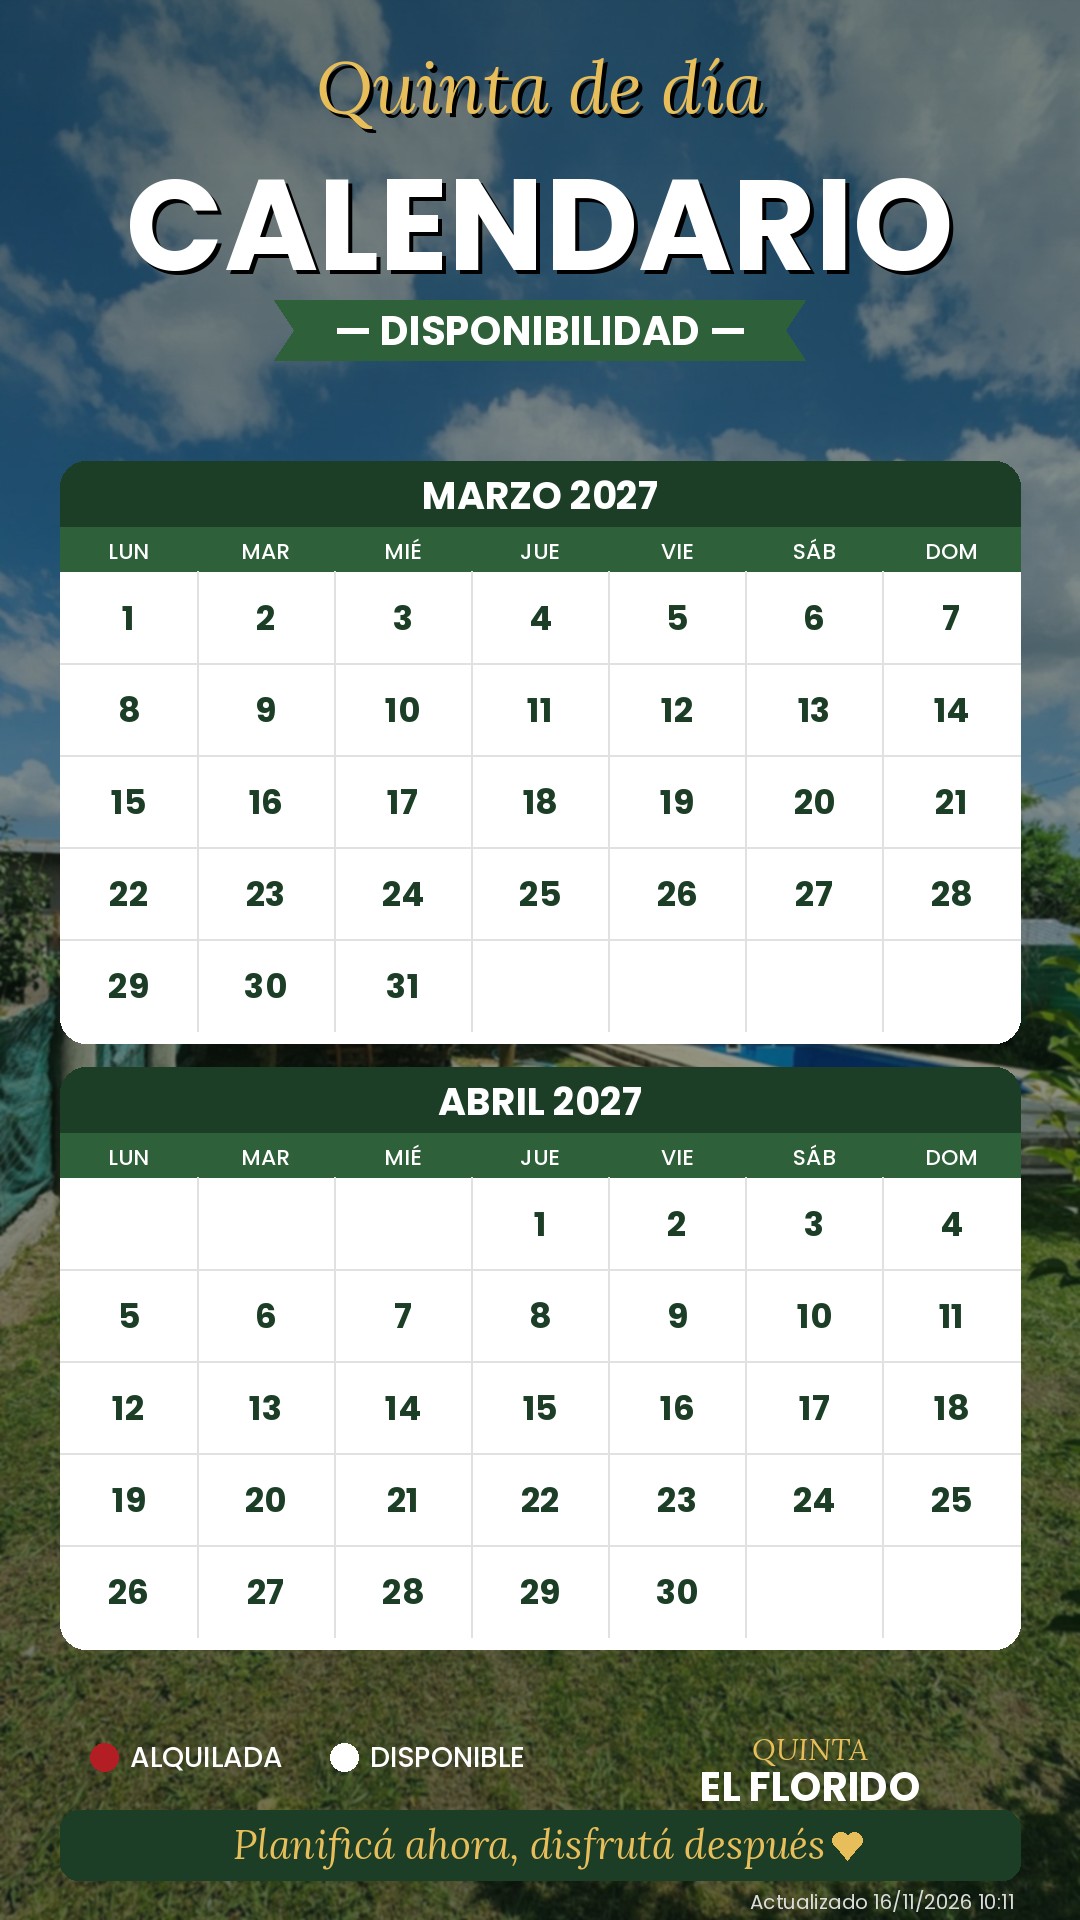 Quinta de día
CALENDARIO
— DISPONIBILIDAD —
MARZO 2027
LUN MAR MIÉ JUE VIE SÁB DOM
1 2 3 4 5 6 7
8 9 10 11 12 13 14
15 16 17 18 19 20 21
22 23 24 25 26 27 28
29 30 31
ABRIL 2027
LUN MAR MIÉ JUE VIE SÁB DOM
1 2 3 4
5 6 7 8 9 10 11
12 13 14 15 16 17 18
19 20 21 22 23 24 25
26 27 28 29 30
ALQUILADA DISPONIBLE
QUINTA
EL FLORIDO
Planificá ahora, disfrutá después
Actualizado 16/11/2026 10:11